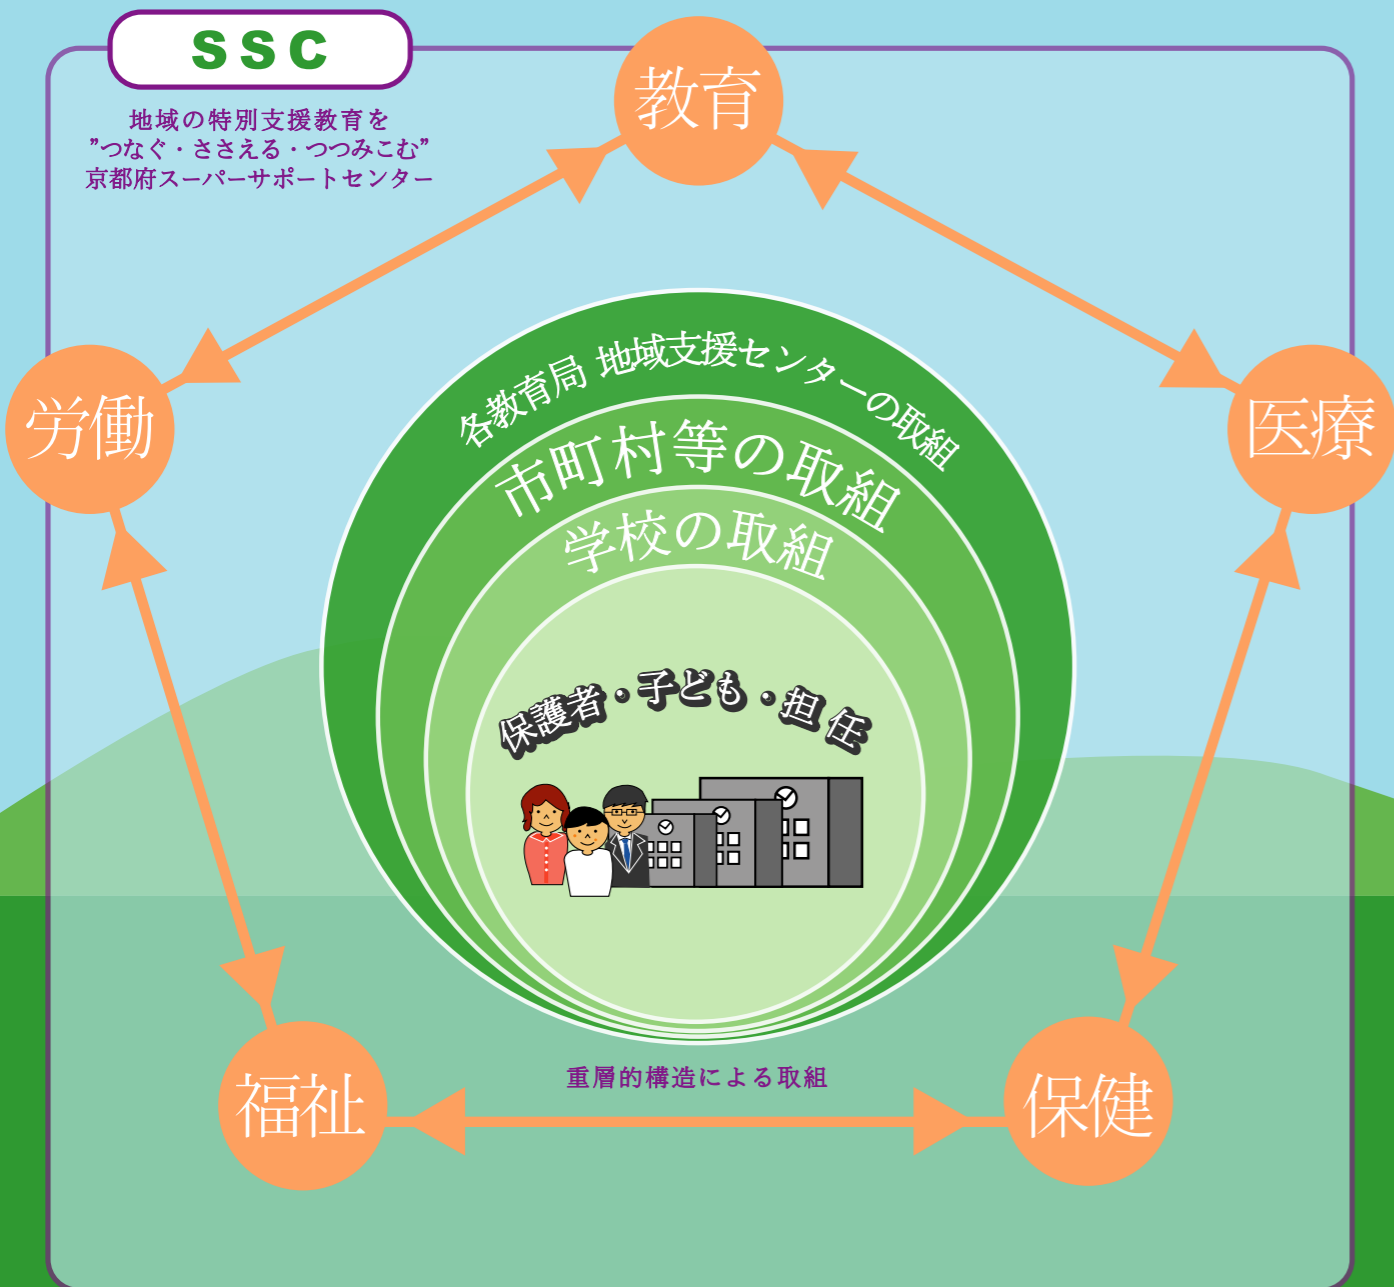 SSC
地域の特別支援教育を
”つなぐ・ささえる・つつみこむ”
京都府スーパーサポートセンター
教育
労働
医療
各教育局 地域支援センターの取組
市町村等の取組
学校の取組
保護者・子ども・担任
重層的構造による取組
福祉
保健